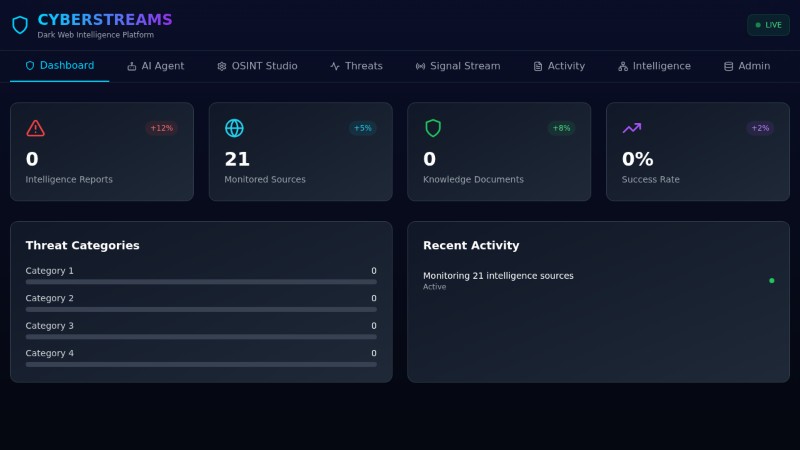 CYBERSTREAMS
Dark Web Intelligence Platform
LIVE
Dashboard
AI Agent
OSINT Studio
Threats
Signal Stream
Activity
Intelligence
Admin
+12%
0
Intelligence Reports
+5%
21
Monitored Sources
+8%
0
Knowledge Documents
+2%
0%
Success Rate
Threat Categories
Category 1 0
Category 2 0
Category 3 0
Category 4 0
Recent Activity
Monitoring 21 intelligence sources
Active